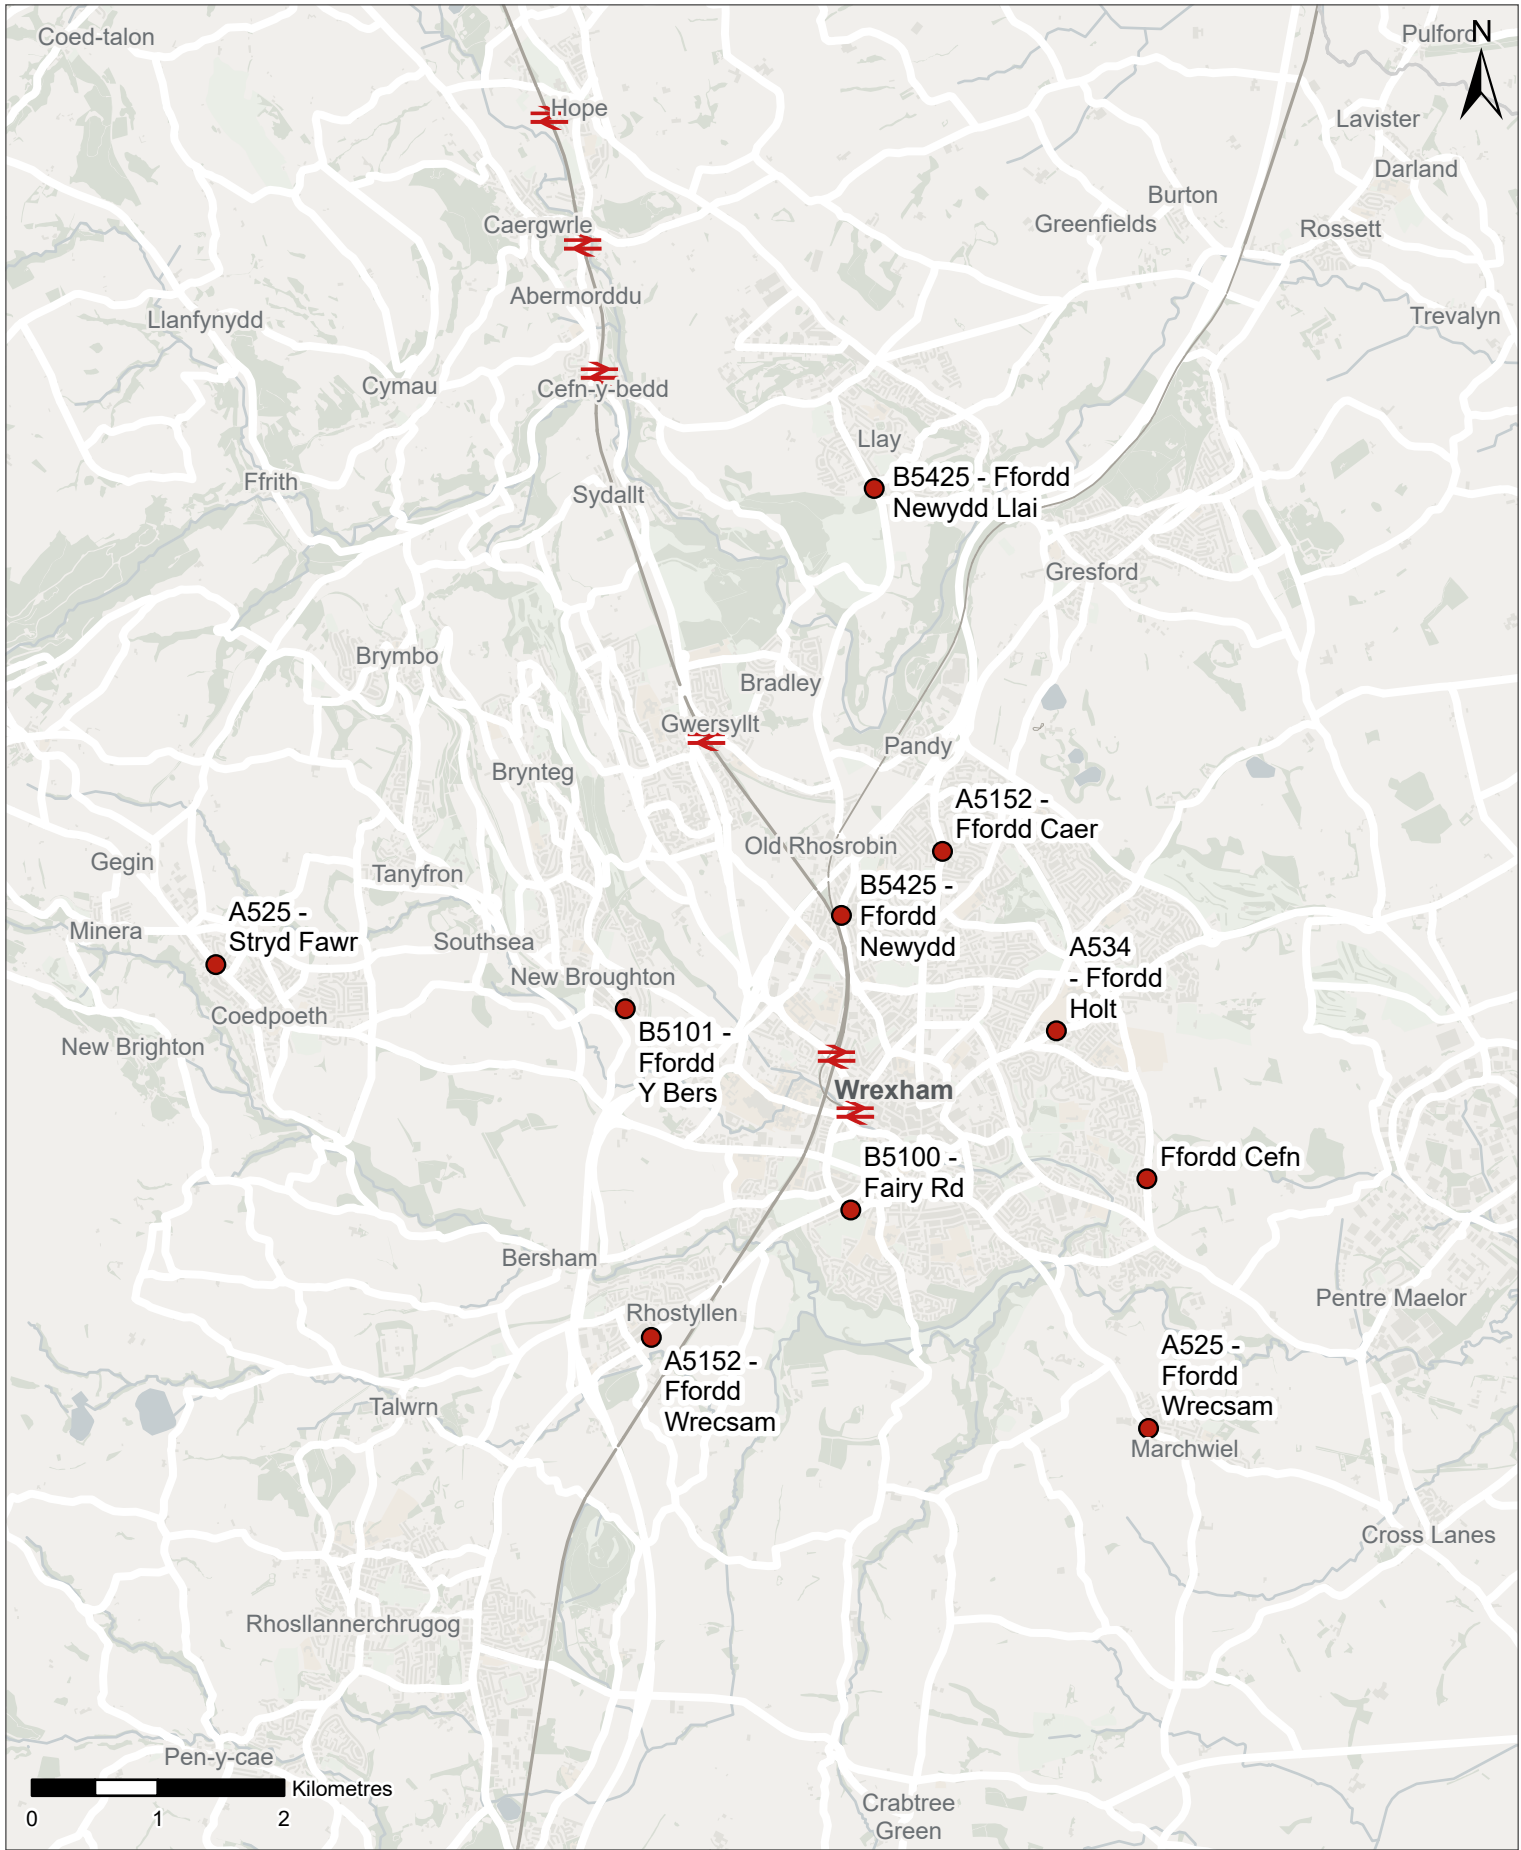 Coed-talon
Pulford
N
Hope
Lavister
Darland
Burton
Caergwrle
Greenfields
Rossett
Abermorddu
Llanfynydd
Trevalyn
Cymau
Cefn-y-bedd
Llay
Ffrith
Sydallt
B5425 - Ffordd
Newydd Llai
Gresford
Brymbo
Bradley
Gwersyllt
Pandy
Brynteg
A5152 -
Ffordd Caer
Old Rhosrobin
Gegin
Tanyfron
B5425 -
Ffordd
Newydd
A525 -
Stryd Fawr
Minera
Southsea
A534
- Ffordd
Holt
New Broughton
Coedpoeth
New Brighton
B5101 -
Ffordd
Y Bers
Wrexham
B5100 -
Fairy Rd
Ffordd Cefn
Bersham
Pentre Maelor
Rhostyllen
A5152 -
Ffordd
Wrecsam
A525 -
Ffordd
Wrecsam
Talwrn
Marchwiel
Cross Lanes
Rhosllannerchrugog
Pen-y-cae
Kilometres
0 1 2
Crabtree
Green